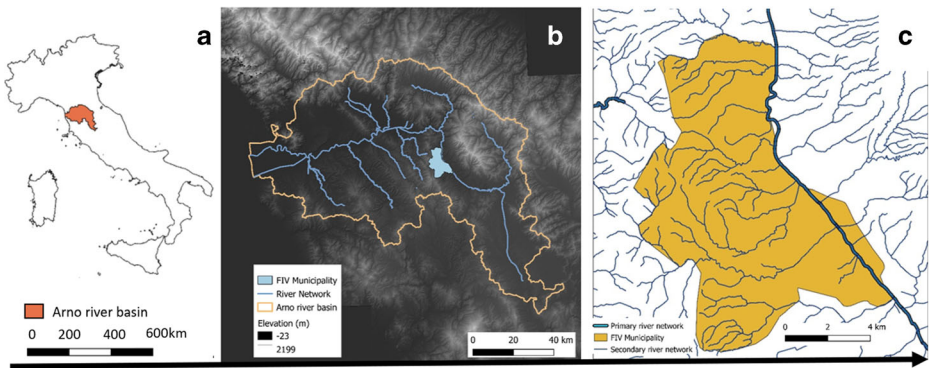 a
Arno river basin
0 200 400 600km
b
FIV Municipality
River Network
Arno river basin
Elevation (m)
-23
2199
0 20 40 km
c
Primary river network
FIV Municipality
Secondary river network
0 2 4 km